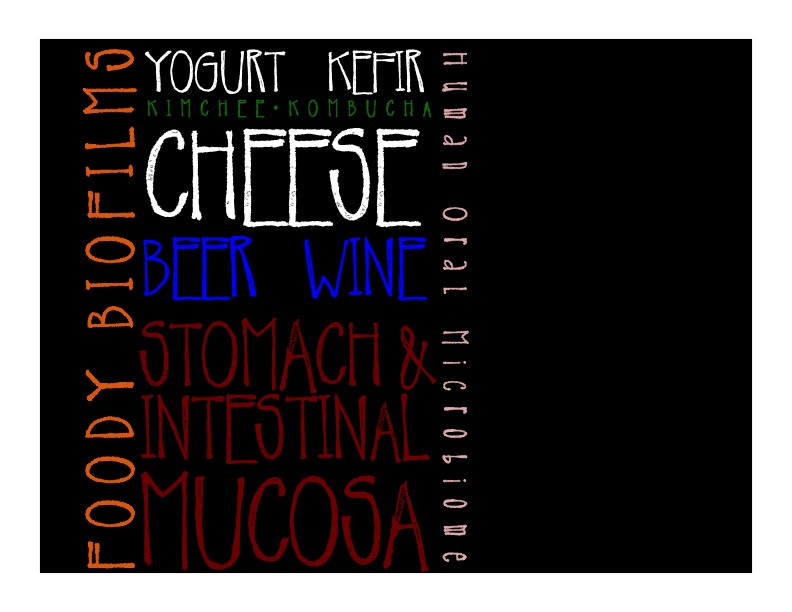 FOODY BIOFILMS
YOGURT KEFIR
KIMCHEE·KOMBUCHA
CHEESE
BEER WINE
STOMACH &
INTESTINAL
MUCOSA
Human Oral Microbiome